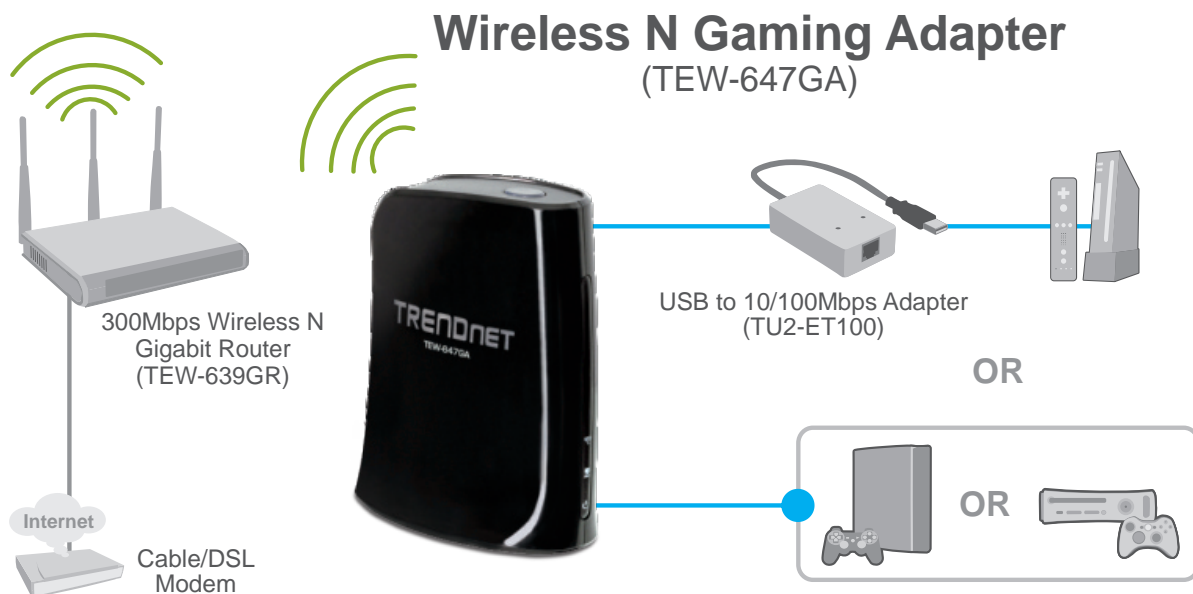 Wireless N Gaming Adapter
(TEW-647GA)
300Mbps Wireless N
Gigabit Router
(TEW-639GR)
Internet
Cable/DSL
Modem
TRENDNET
TEW-647GA
USB to 10/100Mbps Adapter
(TU2-ET100)
OR
OR